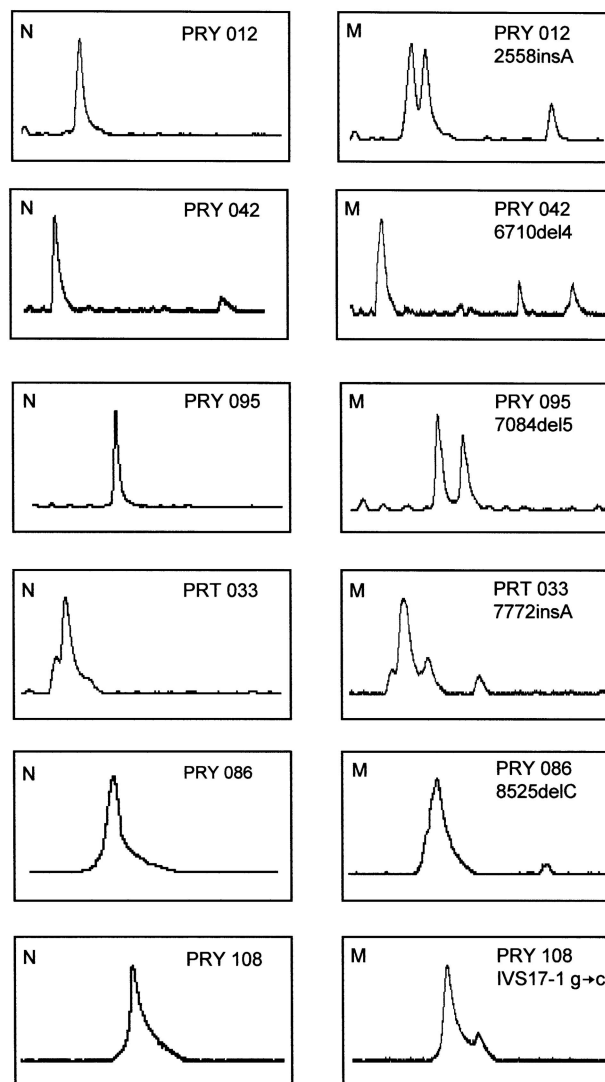 N PRY 012
M PRY 012
2558insA
N PRY 042
M PRY 042
6710del4
N PRY 095
M PRY 095
7084del5
N PRT 033
M PRT 033
7772insA
N PRY 086
M PRY 086
8525delC
N PRY 108
M PRY 108
IVS17-1 g→c